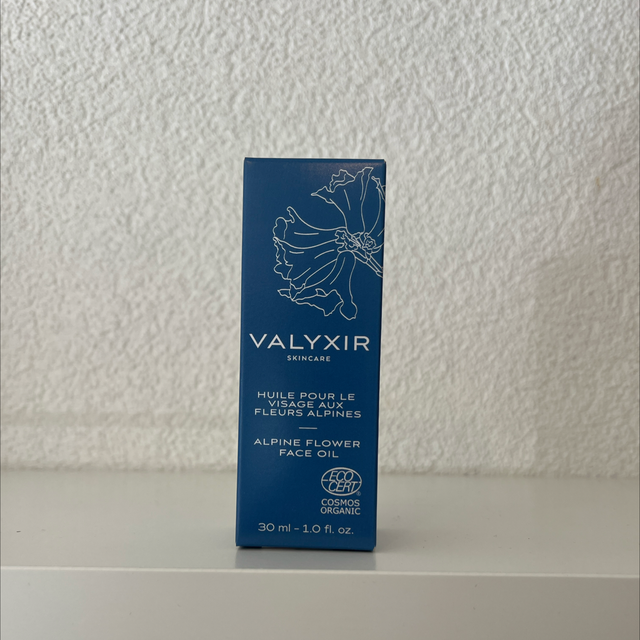 VALYXIR
SKINCARE
HUILE POUR LE
VISAGE AUX
FLEURS ALPINES
ALPINE FLOWER
FACE OIL
ECO
CERT®
COSMOS
ORGANIC
30 ml - 1.0 fl. oz.